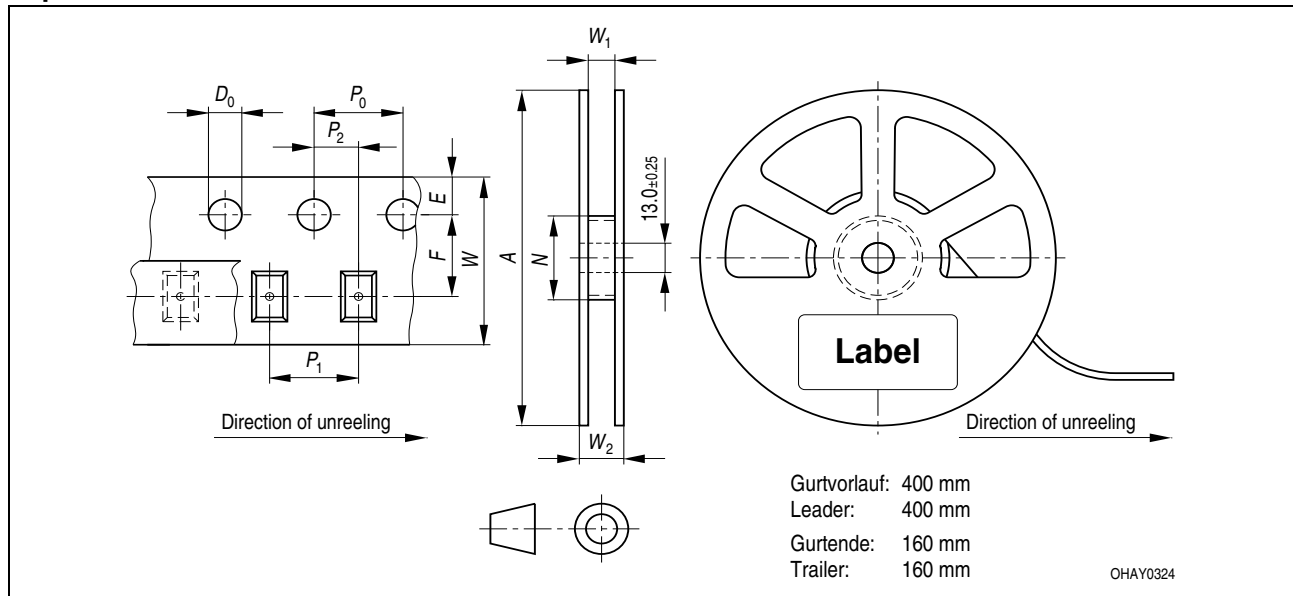 W1
D0
P0
P2
E
F
W
A
N
13.0±0.25
P1
W2
Label
Direction of unreeling
Direction of unreeling
Gurtvorlauf: 400 mm
Leader: 400 mm
Gurtende: 160 mm
Trailer: 160 mm
OHAY0324